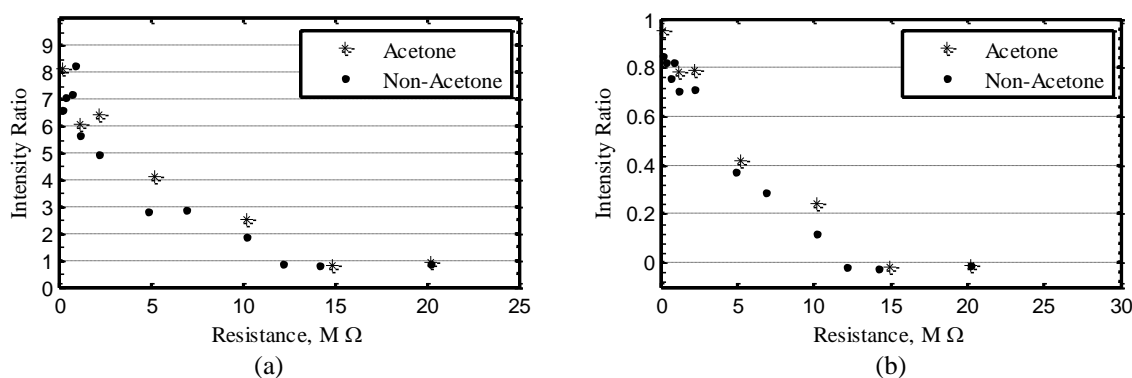 9
8
7
6
5
4
3
2
1
0
Intensity Ratio
Acetone
Non-Acetone
0 5 10 15 20 25
Resistance, M Ω
(a)
1
0.8
0.6
0.4
0.2
0
Intensity Ratio
Acetone
Non-Acetone
0 5 10 15 20 25 30
Resistance, M Ω
(b)